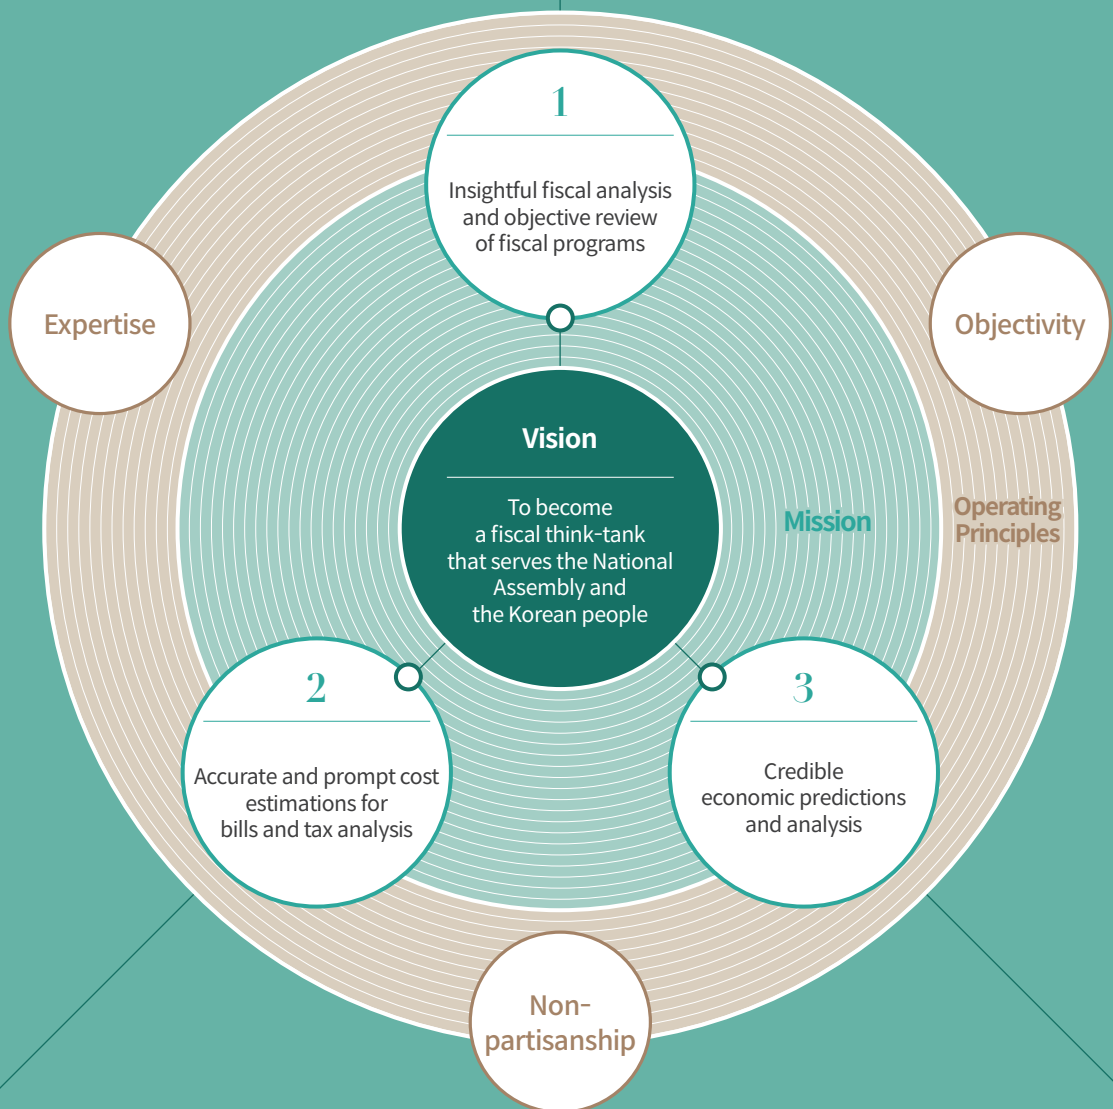 1
Insightful fiscal analysis
and objective review
of fiscal programs
Expertise
Objectivity
Vision
To become
a fiscal think-tank
that serves the National
Assembly and
the Korean people
Mission
Operating
Principles
2
Accurate and prompt cost
estimations for
bills and tax analysis
3
Credible
economic predictions
and analysis
Non-
partisanship